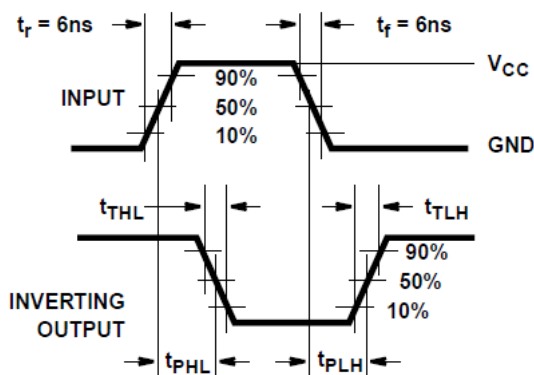 tr = 6ns
tf = 6ns
VCC
INPUT
90%
50%
10%
GND
tTHL
tTLH
90%
50%
10%
INVERTING
OUTPUT
tPHL
tPLH